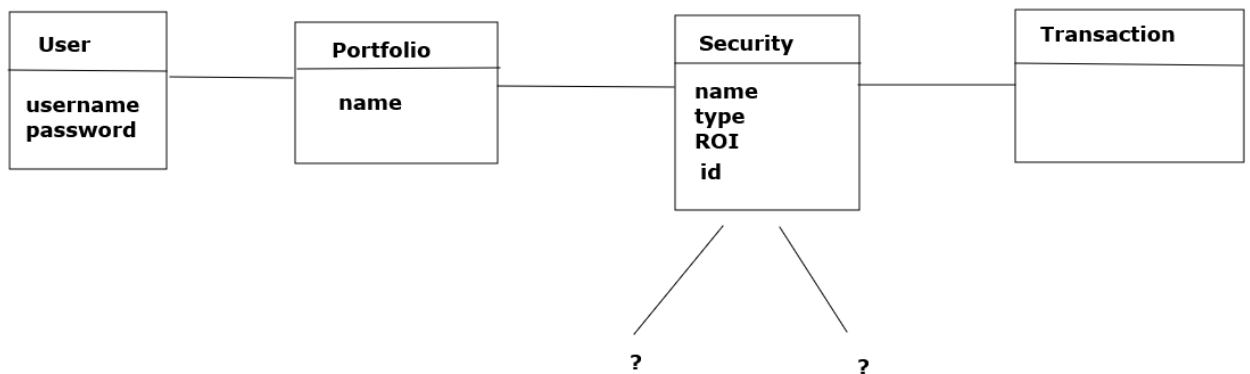 User
username
password
Portfolio
name
Security
name
type
ROI
id
Transaction
?
?